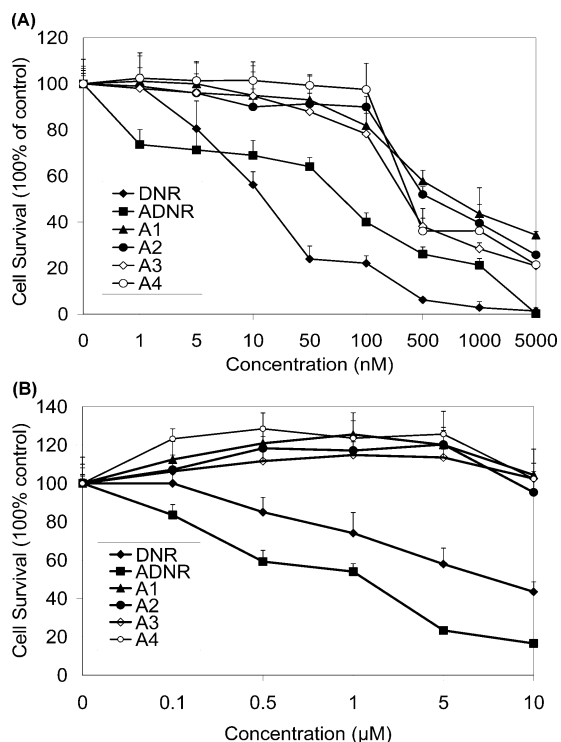 (A)
Cell Survival (100% of control)
120
100
80
60
40
20
0
DNR
ADNR
A1
A2
A3
A4
0 1 5 10 50 100 500 1000 5000
Concentration (nM)
(B)
Cell Survival (100% control)
140
120
100
80
60
40
20
0
DNR
ADNR
A1
A2
A3
A4
0 0.1 0.5 1 5 10
Concentration (µM)